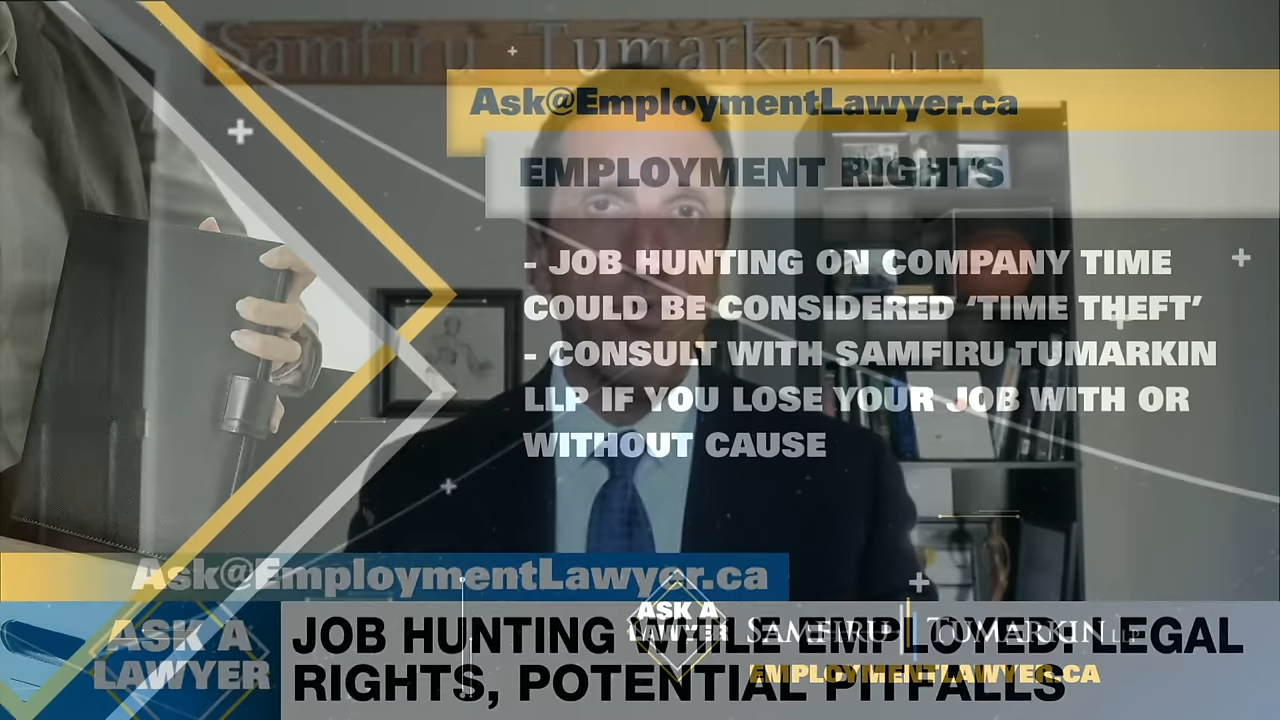 Samfiru Tumarkin LLP.
Ask@EmploymentLawyer.ca
EMPLOYMENT RIGHTS
- JOB HUNTING ON COMPANY TIME
COULD BE CONSIDERED ‘TIME THEFT’
- CONSULT WITH SAMFIRU TUMARKIN
LLP IF YOU LOSE YOUR JOB WITH OR
WITHOUT CAUSE
Ask@EmploymentLawyer.ca
ASK A
LAWYER
JOB HUNTING WHILE EMPLOYED: LEGAL
RIGHTS, POTENTIAL PITFALLS
ASK A
LAWYER
SAMFIRU TUMARKIN LLP
EMPLOYMENTLAWYER.CA